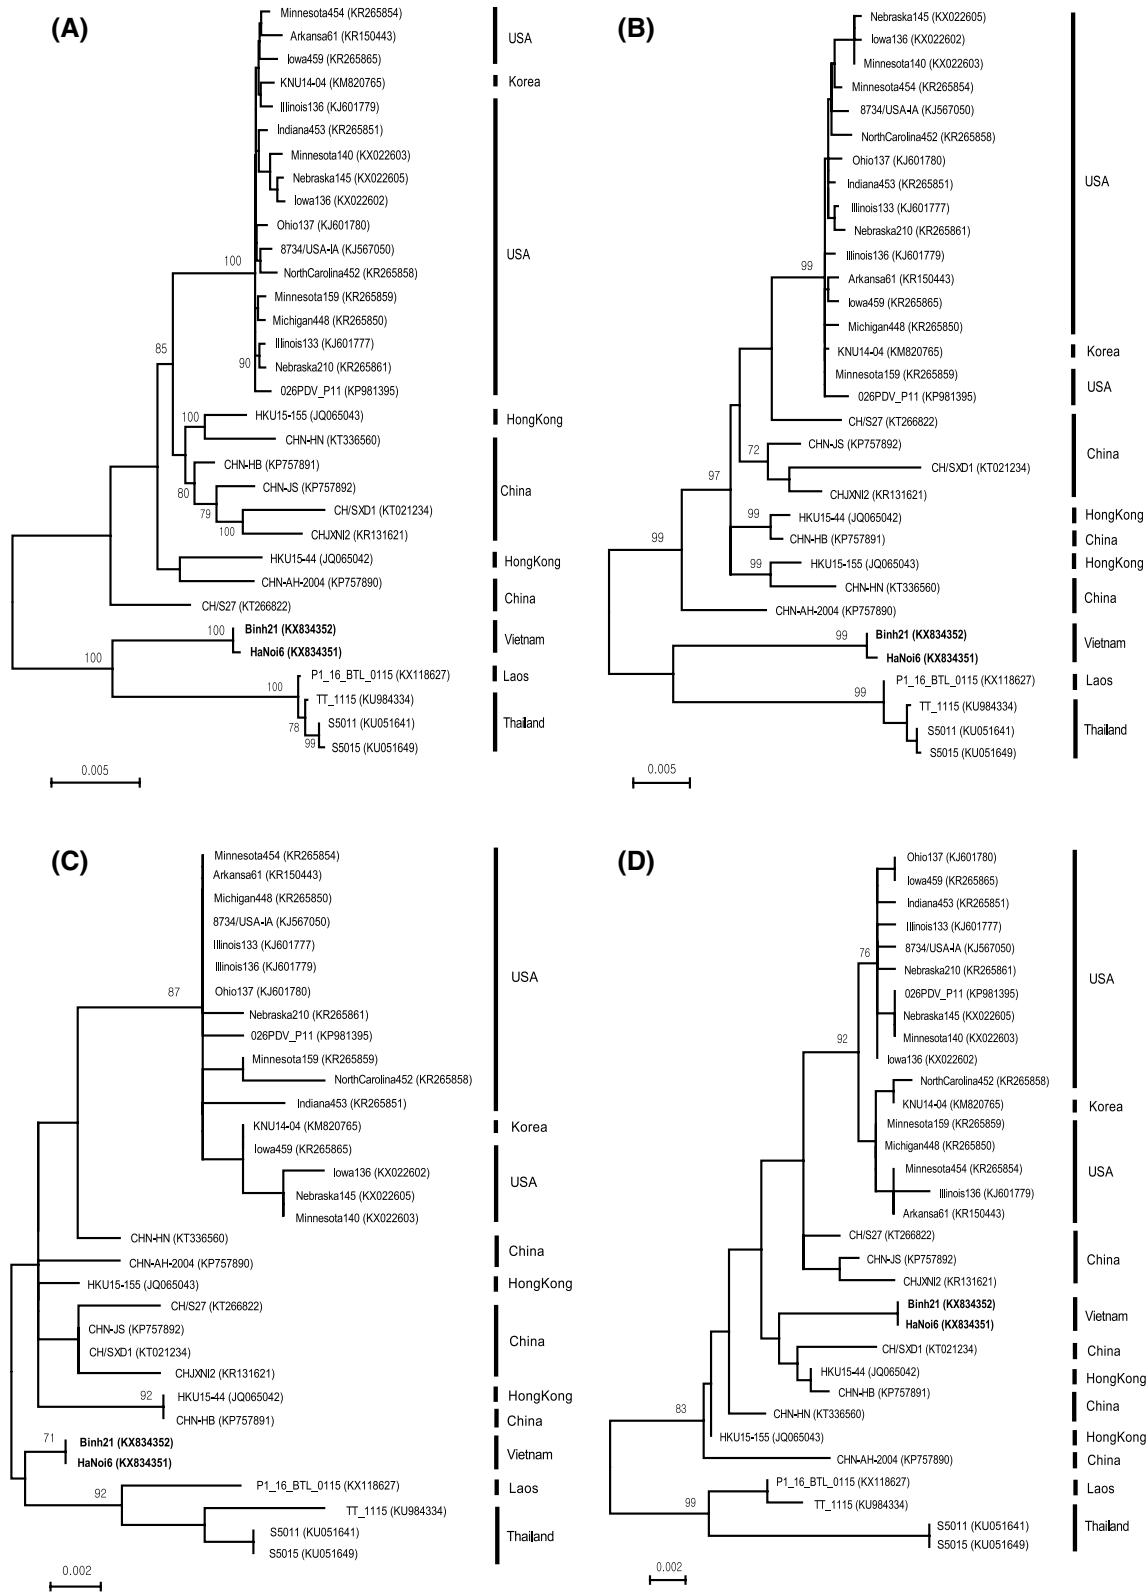 (A)
Minnesota454 (KR265854)
Arkansa61 (KR150443)
Iowa459 (KR265865)
USA
KNU14-04 (KM820765)
Korea
Illinois136 (KJ601779)
Indiana453 (KR265851)
Minnesota140 (KX022603)
Nebraska145 (KX022605)
Iowa136 (KX022602)
Ohio137 (KJ601780)
8734/USA-IA (KJ567050)
USA
NorthCarolina452 (KR265858)
100
Minnesota159 (KR265859)
Michigan448 (KR265850)
Illinois133 (KJ601777)
90
Nebraska210 (KR265861)
026PDV_P11 (KP981395)
85
100
HKU15-155 (JQ065043)
HongKong
CHN-HN (KT336560)
CHN-HB (KP757891)
80
CHN-JS (KP757892)
China
79
CH/SXD1 (KT021234)
100
CHJXNI2 (KR131621)
HKU15-44 (JQ065042)
HongKong
CHN-AH-2004 (KP757890)
CH/S27 (KT266822)
China
100
Binh21 (KX834352)
HaNoi6 (KX834351)
Vietnam
100
P1_16_BTL_0115 (KX118627)
Laos
100
TT_1115 (KU984334)
78
S5011 (KU051641)
99
S5015 (KU051649)
Thailand
0.005
(B)
Nebraska145 (KX022605)
Iowa136 (KX022602)
Minnesota140 (KX022603)
Minnesota454 (KR265854)
8734/USA-IA (KJ567050)
NorthCarolina452 (KR265858)
Ohio137 (KJ601780)
Indiana453 (KR265851)
USA
Illinois133 (KJ601777)
Nebraska210 (KR265861)
Illinois136 (KJ601779)
99
Arkansa61 (KR150443)
Iowa459 (KR265865)
Michigan448 (KR265850)
KNU14-04 (KM820765)
Korea
Minnesota159 (KR265859)
USA
026PDV_P11 (KP981395)
CH/S27 (KT266822)
CHN-JS (KP757892)
72
China
CH/SXD1 (KT021234)
97
CHJXNI2 (KR131621)
99
HKU15-44 (JQ065042)
HongKong
CHN-HB (KP757891)
China
99
99
HKU15-155 (JQ065043)
HongKong
CHN-HN (KT336560)
China
CHN-AH-2004 (KP757890)
99
Binh21 (KX834352)
HaNoi6 (KX834351)
Vietnam
P1_16_BTL_0115 (KX118627)
Laos
99
TT_1115 (KU984334)
S5011 (KU051641)
S5015 (KU051649)
Thailand
0.005
(C)
Minnesota454 (KR265854)
Arkansa61 (KR150443)
Michigan448 (KR265850)
8734/USA-IA (KJ567050)
Illinois133 (KJ601777)
Illinois136 (KJ601779)
USA
87
Ohio137 (KJ601780)
Nebraska210 (KR265861)
026PDV_P11 (KP981395)
Minnesota159 (KR265859)
NorthCarolina452 (KR265858)
Indiana453 (KR265851)
KNU14-04 (KM820765)
Korea
Iowa459 (KR265865)
Iowa136 (KX022602)
USA
Nebraska145 (KX022605)
Minnesota140 (KX022603)
CHN-HN (KT336560)
China
CHN-AH-2004 (KP757890)
HKU15-155 (JQ065043)
HongKong
CH/S27 (KT266822)
CHN-JS (KP757892)
China
CH/SXD1 (KT021234)
CHJXNI2 (KR131621)
92
HKU15-44 (JQ065042)
HongKong
CHN-HB (KP757891)
China
71
Binh21 (KX834352)
HaNoi6 (KX834351)
Vietnam
92
P1_16_BTL_0115 (KX118627)
Laos
TT_1115 (KU984334)
S5011 (KU051641)
Thailand
S5015 (KU051649)
0.002
(D)
Ohio137 (KJ601780)
Iowa459 (KR265865)
Indiana453 (KR265851)
Illinois133 (KJ601777)
76
8734/USA-IA (KJ567050)
Nebraska210 (KR265861)
USA
026PDV_P11 (KP981395)
Nebraska145 (KX022605)
92
Minnesota140 (KX022603)
Iowa136 (KX022602)
NorthCarolina452 (KR265858)
KNU14-04 (KM820765)
Korea
Minnesota159 (KR265859)
Michigan448 (KR265850)
Minnesota454 (KR265854)
USA
Illinois136 (KJ601779)
Arkansa61 (KR150443)
CH/S27 (KT266822)
CHN-JS (KP757892)
China
CHJXNI2 (KR131621)
Binh21 (KX834352)
HaNoi6 (KX834351)
Vietnam
CH/SXD1 (KT021234)
China
HKU15-44 (JQ065042)
HongKong
CHN-HB (KP757891)
China
83
CHN-HN (KT336560)
HKU15-155 (JQ065043)
HongKong
CHN-AH-2004 (KP757890)
China
P1_16_BTL_0115 (KX118627)
Laos
99
TT_1115 (KU984334)
S5011 (KU051641)
Thailand
S5015 (KU051649)
0.002